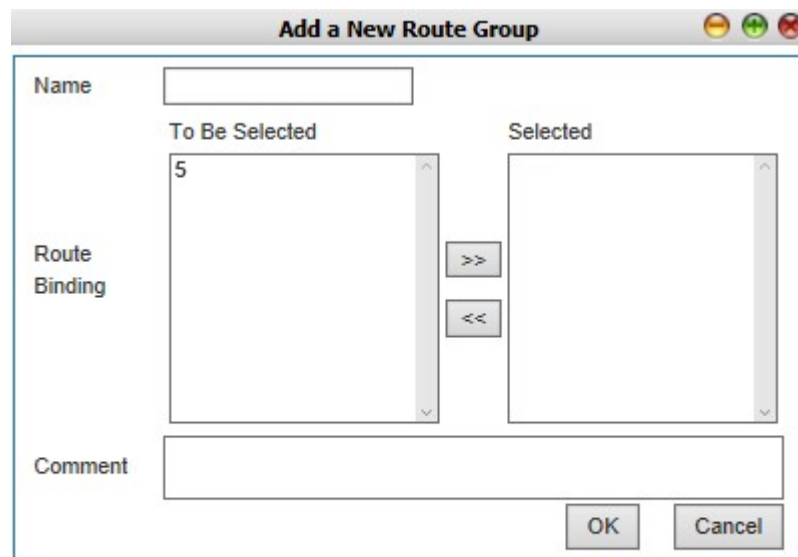 Add a New Route Group
Name
To Be Selected
Selected
5
Route
Binding
>>
<<
Comment
OK
Cancel